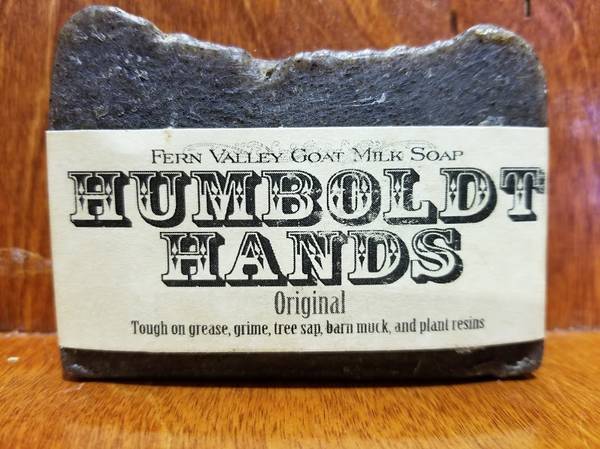 Fern Valley Goat Milk Soap
HUMBOLDT
HANDS
Original
Tough on grease, grime, tree sap, barn muck, and plant resins